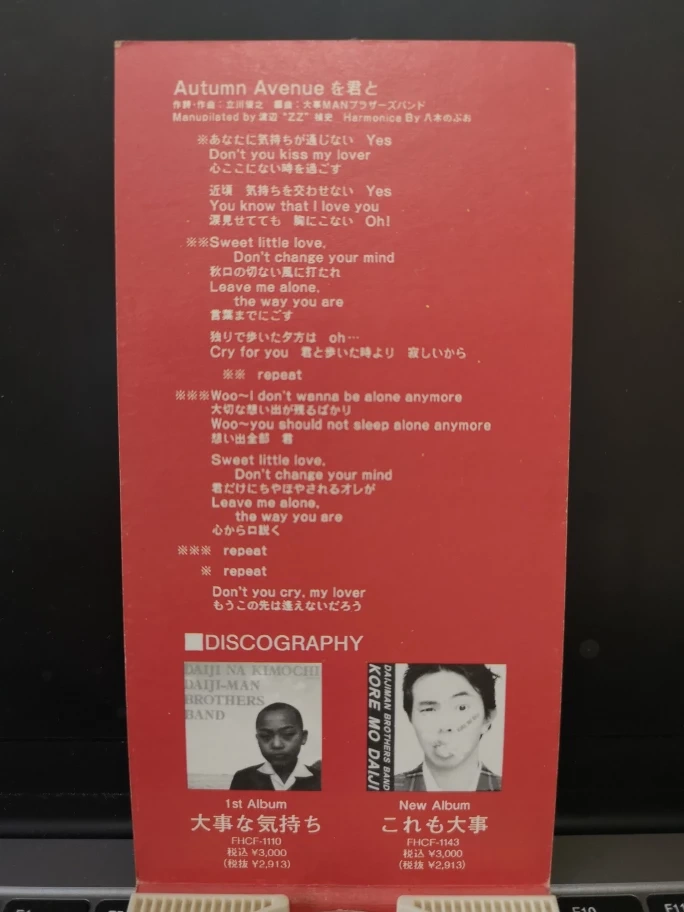 Autumn Avenue を君と
作詩・作曲：立川俊之　編曲：大事MANブラザーズバンド
Manupilated by 渡辺 "ZZ" 禎史　Harmonica By 八木のぶお
※あなたに気持ちが通じない　Yes
Don't you kiss my lover
心ここにない時を過ごす
近頃　気持ちを交わせない　Yes
You know that I love you
涙見せてても　胸にこない　Oh!
※※Sweet little love,
Don't change your mind
秋口の切ない風に打たれ
Leave me alone,
the way you are
言葉までにごす
独りで歩いた夕方は　oh…
Cry for you　君と歩いた時より　寂しいから
※※　repeat
※※※Woo〜I don't wanna be alone anymore
大切な想い出が残るばかり
Woo〜you should not sleep alone anymore
想い出全部　君
Sweet little love,
Don't change your mind
君だけにちやほやされるオレが
Leave me alone,
the way you are
心から口説く
※※※　repeat
※　repeat
Don't you cry, my lover
もうこの先は逢えないだろう
■DISCOGRAPHY
DAIJI NA KIMOCHI
DAIJI-MAN
BROTHERS
BAND
DAIJIMAN BROTHERS BAND
KORE MO DAIJI
1st Album
大事な気持ち
FHCF-1110
税込 ¥3,000
(税抜 ¥2,913)
New Album
これも大事
FHCF-1143
税込 ¥3,000
(税抜 ¥2,913)
F10
F11